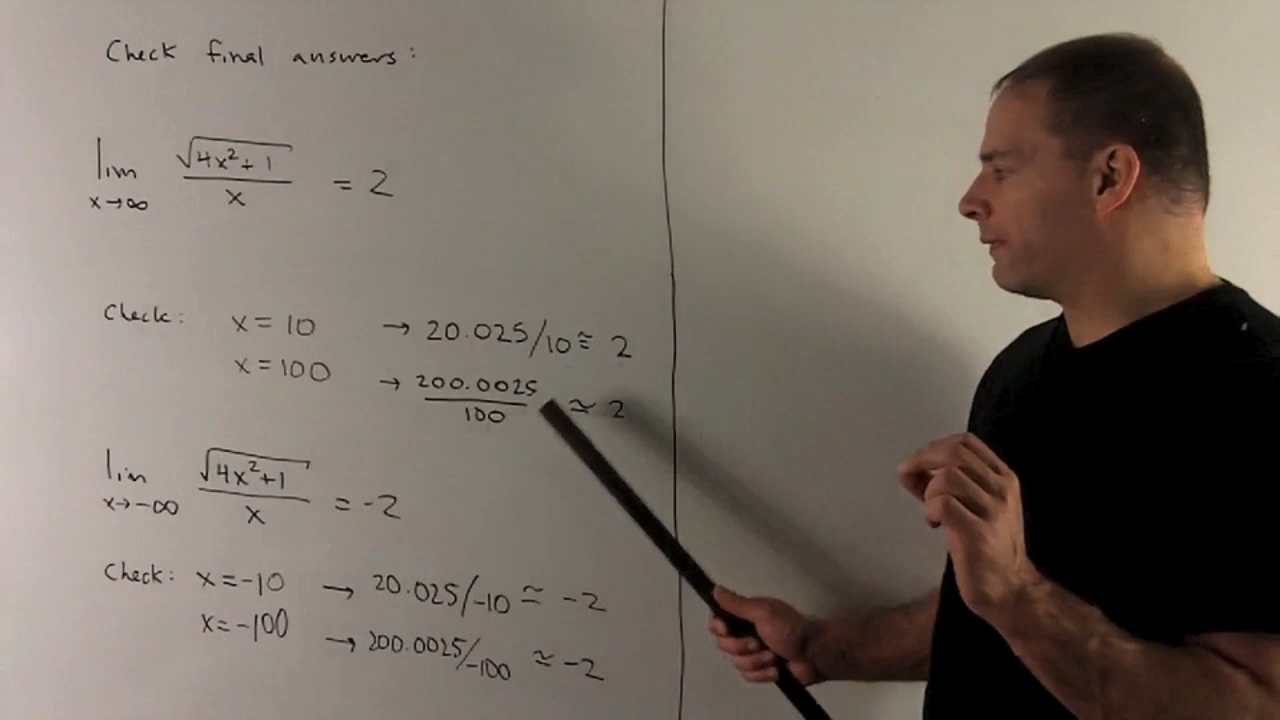 Check final answers:
lim x→∞ √(4x²+1) / x = 2
Check: x = 10 → 20.025/10 ≅ 2
x = 100 → 200.0025/100 ≃ 2
lim x→-∞ √(4x²+1) / x = -2
Check: x = -10 → 20.025/-10 ≃ -2
x = -100 → 200.0025/-100 ≃ -2